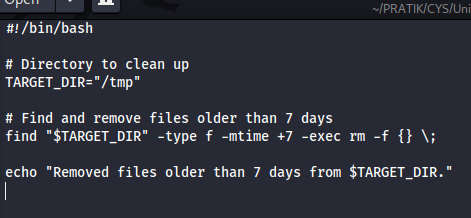 Open
~/PRATIK/CYS/Uni
#!/bin/bash
# Directory to clean up
TARGET_DIR="/tmp"
# Find and remove files older than 7 days
find "$TARGET_DIR" -type f -mtime +7 -exec rm -f {} \;
echo "Removed files older than 7 days from $TARGET_DIR."